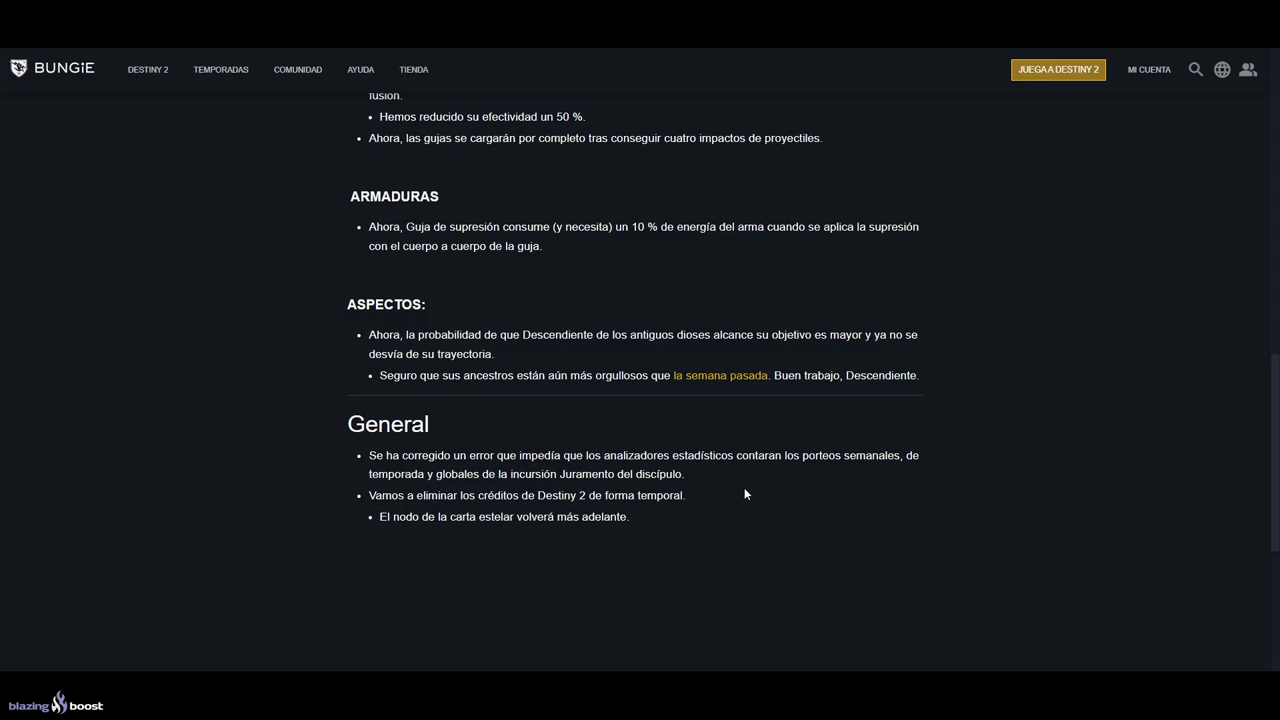 BUNGiE DESTINY 2 TEMPORADAS COMUNIDAD AYUDA TIENDA JUEGA A DESTINY 2 MI CUENTA
fusión.
• Hemos reducido su efectividad un 50 %.
• Ahora, las gujas se cargarán por completo tras conseguir cuatro impactos de proyectiles.
ARMADURAS
• Ahora, Guja de supresión consume (y necesita) un 10 % de energía del arma cuando se aplica la supresión
con el cuerpo a cuerpo de la guja.
ASPECTOS:
• Ahora, la probabilidad de que Descendiente de los antiguos dioses alcance su objetivo es mayor y ya no se
desvía de su trayectoria.
• Seguro que sus ancestros están aún más orgullosos que la semana pasada. Buen trabajo, Descendiente.
General
• Se ha corregido un error que impedía que los analizadores estadísticos contaran los porteos semanales, de
temporada y globales de la incursión Juramento del discípulo.
• Vamos a eliminar los créditos de Destiny 2 de forma temporal.
• El nodo de la carta estelar volverá más adelante.
blazing boost